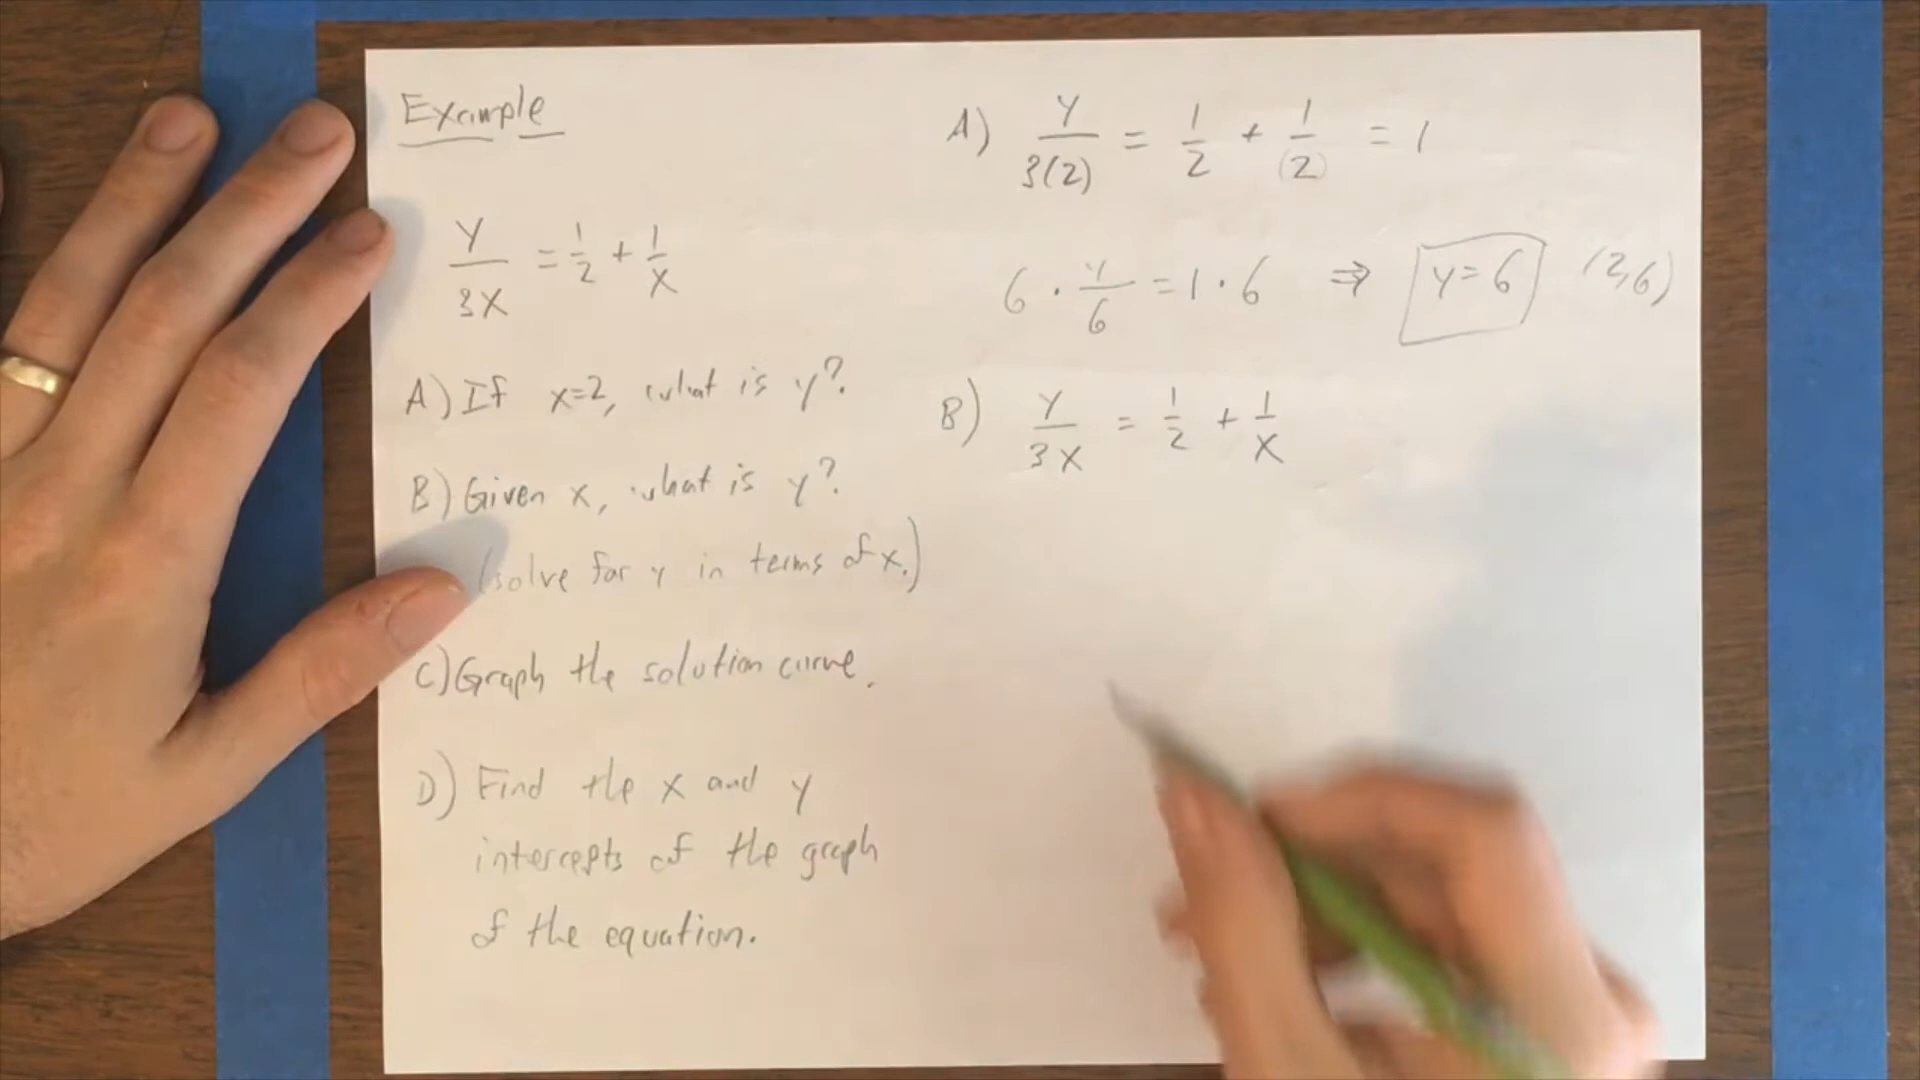 Example
y/3x = 1/2 + 1/x
A) If x=2, what is y?
B) Given x, what is y?
(solve for y in terms of x.)
C) Graph the solution curve.
D) Find the x and y
intercepts of the graph
of the equation.
A) y/3(2) = 1/2 + 1/(2) = 1
6 · y/6 = 1 · 6 ⇒ y=6 (2,6)
B) y/3x = 1/2 + 1/x